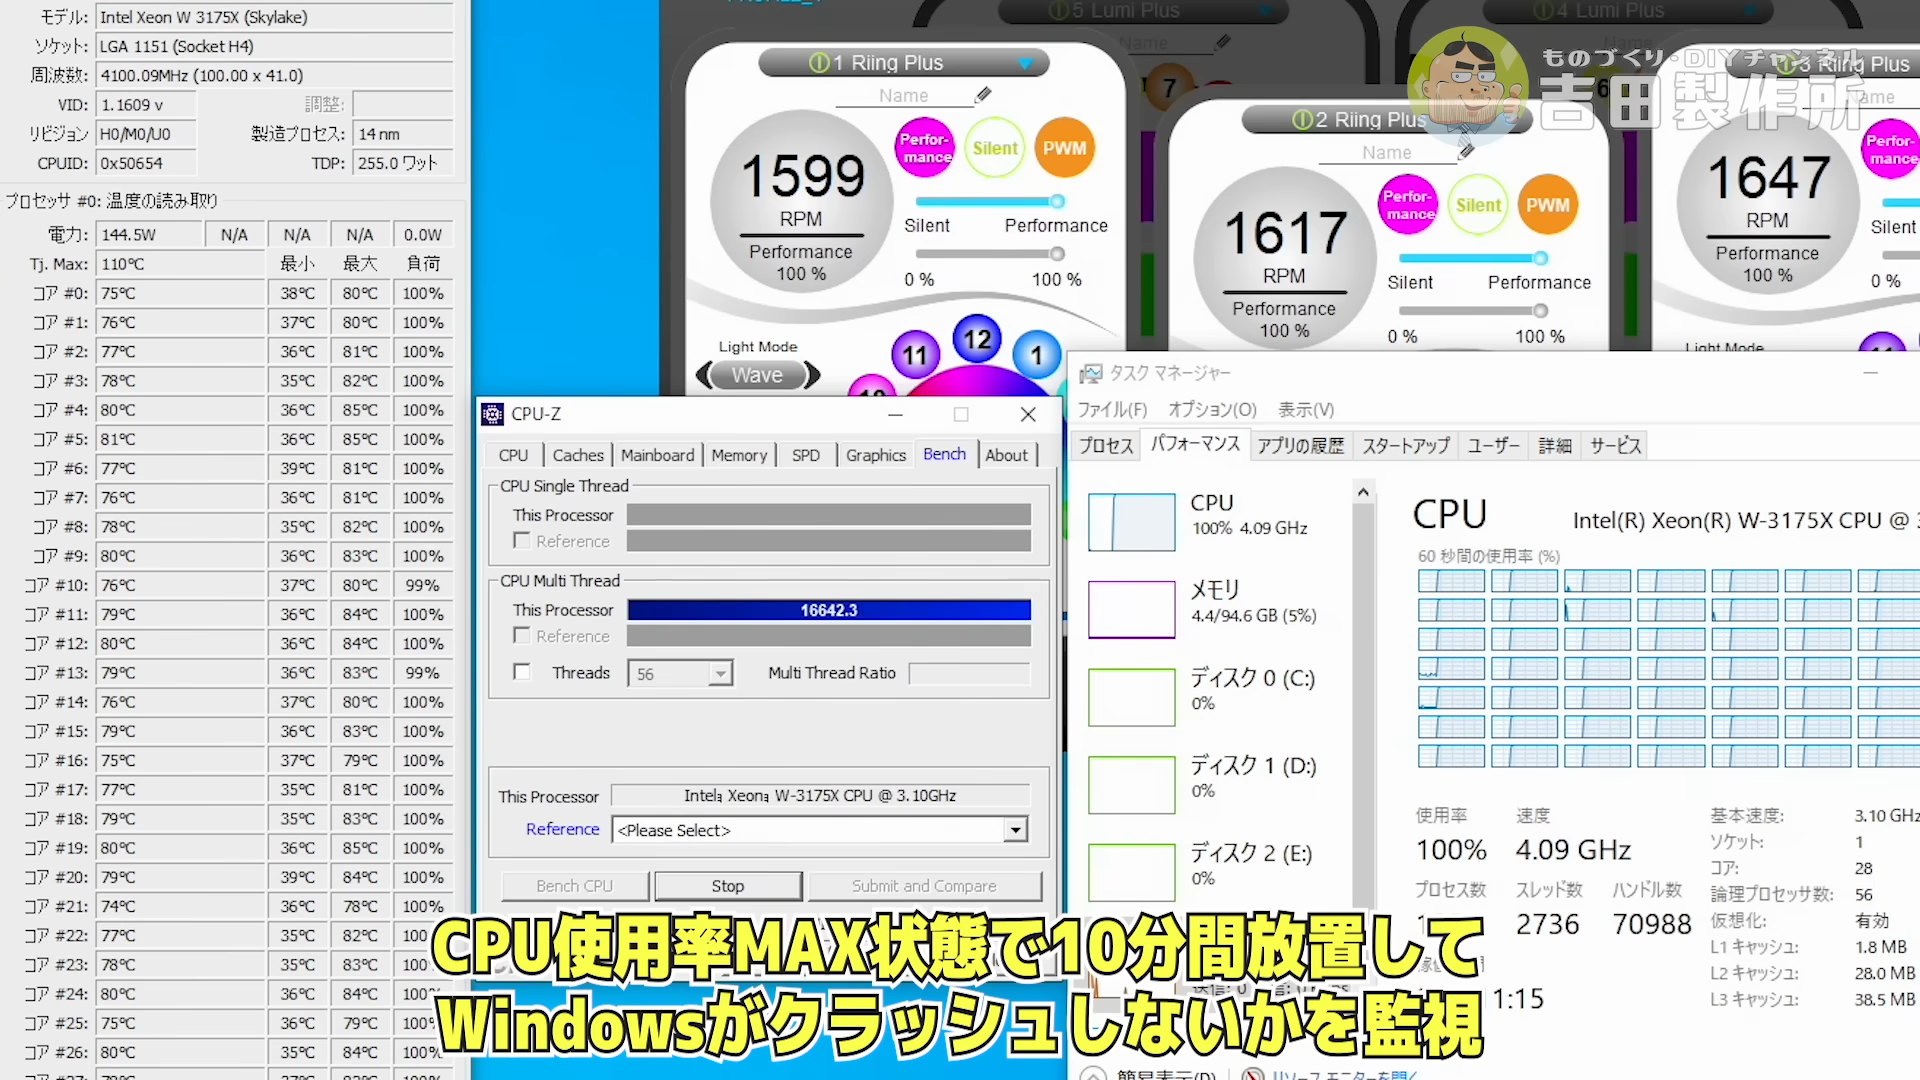 モデル: Intel Xeon W 3175X (Skylake)
ソケット: LGA 1151 (Socket H4)
周波数: 4100.09MHz (100.00 x 41.0)
VID: 1.1609 v 調整:
リビジョン H0/M0/U0 製造プロセス: 14 nm
CPUID: 0x50654 TDP: 255.0 ワット
プロセッサ #0: 温度の読み取り
電力: 144.5W N/A N/A N/A 0.0W
Tj. Max: 110℃ 最小 最大 負荷
コア #0: 75℃ 38℃ 80℃ 100%
コア #1: 76℃ 37℃ 80℃ 100%
コア #2: 77℃ 36℃ 81℃ 100%
コア #3: 78℃ 35℃ 82℃ 100%
コア #4: 80℃ 36℃ 85℃ 100%
コア #5: 81℃ 36℃ 85℃ 100%
コア #6: 77℃ 39℃ 81℃ 100%
コア #7: 76℃ 36℃ 81℃ 100%
コア #8: 78℃ 35℃ 82℃ 100%
コア #9: 80℃ 36℃ 83℃ 100%
コア #10: 76℃ 37℃ 80℃ 99%
コア #11: 79℃ 36℃ 84℃ 100%
コア #12: 80℃ 36℃ 84℃ 100%
コア #13: 79℃ 36℃ 83℃ 99%
コア #14: 76℃ 37℃ 80℃ 100%
コア #15: 79℃ 36℃ 83℃ 100%
コア #16: 75℃ 37℃ 79℃ 100%
コア #17: 77℃ 35℃ 81℃ 100%
コア #18: 79℃ 35℃ 83℃ 100%
コア #19: 80℃ 36℃ 85℃ 100%
コア #20: 79℃ 39℃ 84℃ 100%
コア #21: 74℃ 36℃ 78℃ 100%
コア #22: 77℃ 35℃ 82℃ 100%
コア #23: 78℃ 35℃ 83℃ 100%
コア #24: 80℃ 36℃ 84℃ 100%
コア #25: 75℃ 36℃ 79℃
コア #26: 80℃ 35℃ 84℃
5 Lumi Plus
4 Lumi Plus
Name
7
6
1 Riing Plus
Name
1599
RPM
Performance
100 %
Perfor-mance Silent PWM
Silent Performance
0 % 100 %
Light Mode
Wave
11 12 1
10
2 Riing Plus
Name
1617
RPM
Performance
100 %
Perfor-mance Silent PWM
Silent Performance
0 % 100 %
3 Riing Plus
Name
1647
RPM
Performance
100 %
Perfor-mance
Silent
0 %
Light Mode
11
ものづくり・DIYチャンネル
吉田製作所
CPU-Z
CPU Caches Mainboard Memory SPD Graphics Bench About
CPU Single Thread
This Processor
Reference
CPU Multi Thread
This Processor 16642.3
Reference
Threads 56 Multi Thread Ratio
This Processor Intel® Xeon® W-3175X CPU @ 3.10GHz
Reference <Please Select>
Bench CPU Stop Submit and Compare
タスク マネージャー
ファイル(F) オプション(O) 表示(V)
プロセス パフォーマンス アプリの履歴 スタートアップ ユーザー 詳細 サービス
CPU
100% 4.09 GHz
メモリ
4.4/94.6 GB (5%)
ディスク 0 (C:)
0%
ディスク 1 (D:)
0%
ディスク 2 (E:)
0%
CPU Intel(R) Xeon(R) W-3175X CPU @
60 秒間の使用率 (%)
使用率 速度
100% 4.09 GHz
プロセス数 スレッド数 ハンドル数
2736 70988
1:15
基本速度: 3.10 GHz
ソケット: 1
コア: 28
論理プロセッサ数: 56
仮想化: 有効
L1 キャッシュ: 1.8 MB
L2 キャッシュ: 28.0 MB
L3 キャッシュ: 38.5 MB
簡易表示(D) リソース モニターを開く
CPU使用率MAX状態で10分間放置して
Windowsがクラッシュしないかを監視